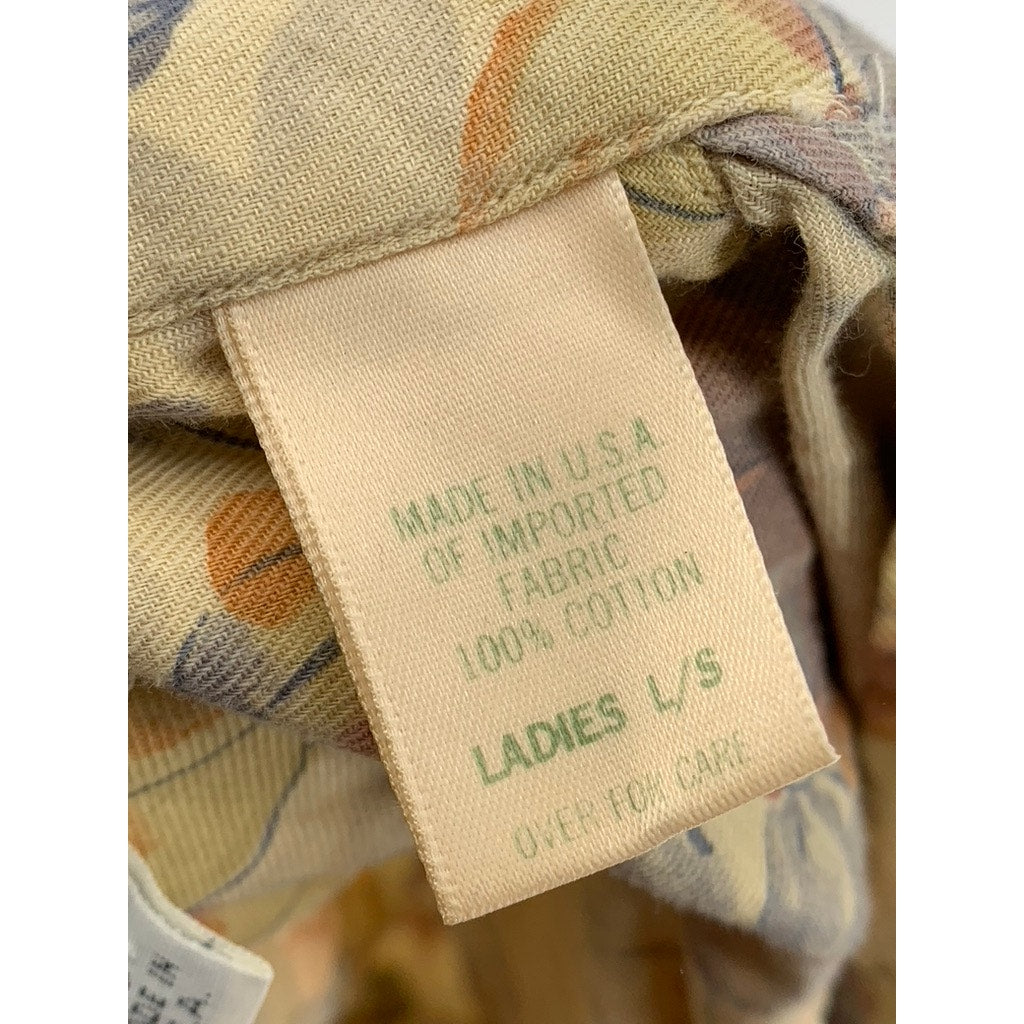 MADE IN U.S.A.
OF IMPORTED
FABRIC
100% COTTON
LADIES L/S
OVER FOR CARE